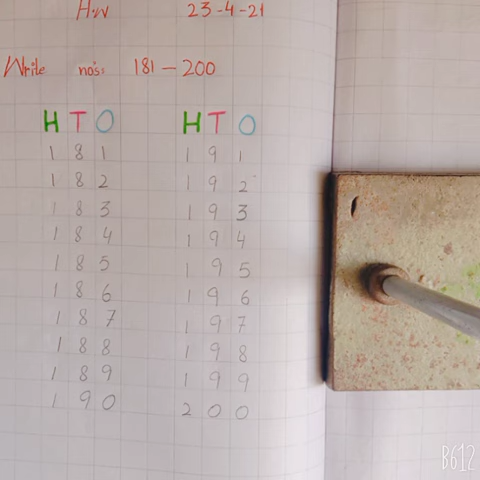 H.W 23-4-21
Write no's: 181 — 200
H T O H T O
1 8 1 1 9 1
1 8 2 1 9 2
1 8 3 1 9 3
1 8 4 1 9 4
1 8 5 1 9 5
1 8 6 1 9 6
1 8 7 1 9 7
1 8 8 1 9 8
1 8 9 1 9 9
1 9 0 2 0 0
B612